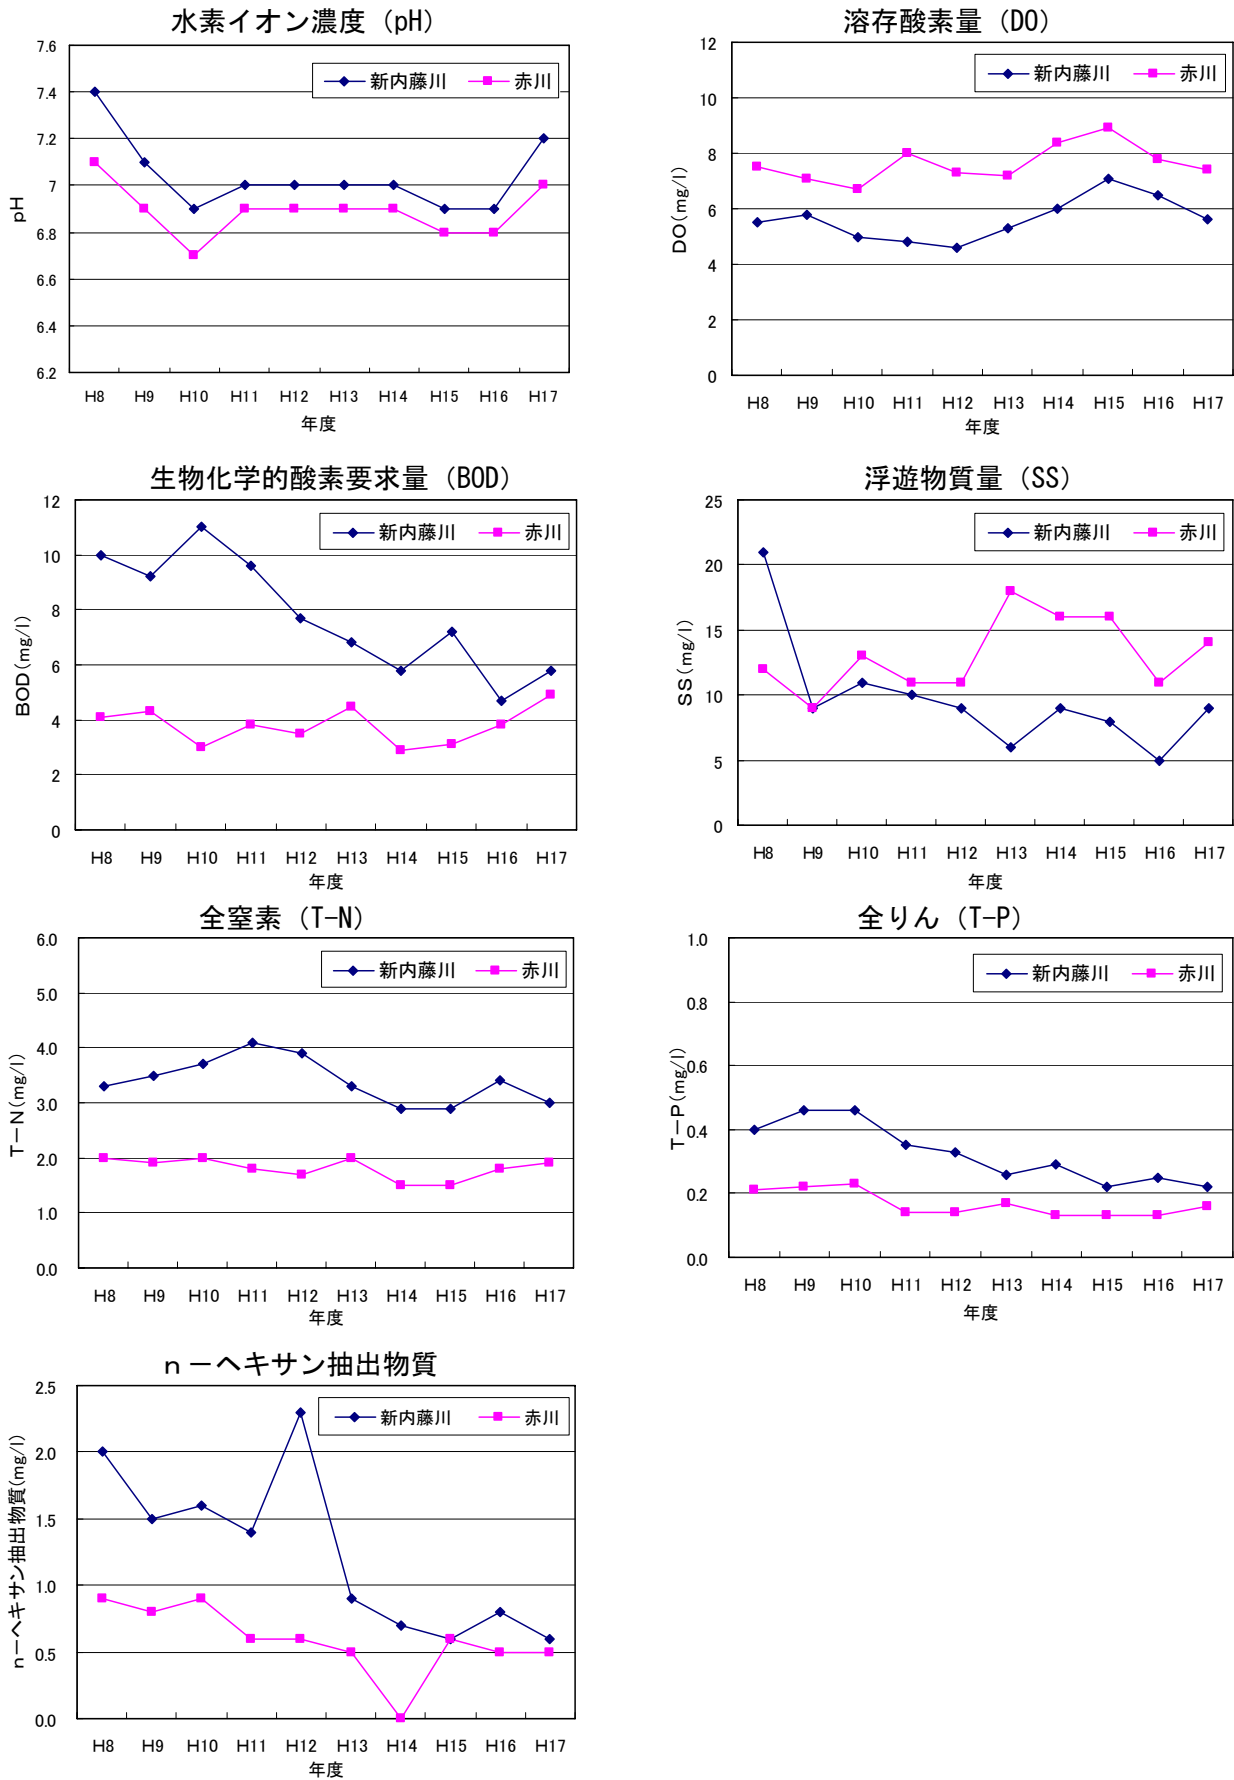 水素イオン濃度（pH）
7.6
7.4
7.2
7
6.8
6.6
6.4
6.2
pH
新内藤川 赤川
H8 H9 H10 H11 H12 H13 H14 H15 H16 H17
年度
溶存酸素量（DO）
12
10
8
6
4
2
0
DO(mg/l)
新内藤川 赤川
H8 H9 H10 H11 H12 H13 H14 H15 H16 H17
年度
生物化学的酸素要求量（BOD）
12
10
8
6
4
2
0
BOD(mg/l)
新内藤川 赤川
H8 H9 H10 H11 H12 H13 H14 H15 H16 H17
年度
浮遊物質量（SS）
25
20
15
10
5
0
SS(mg/l)
新内藤川 赤川
H8 H9 H10 H11 H12 H13 H14 H15 H16 H17
年度
全窒素（T-N）
6.0
5.0
4.0
3.0
2.0
1.0
0.0
T－N(mg/l)
新内藤川 赤川
H8 H9 H10 H11 H12 H13 H14 H15 H16 H17
年度
全りん（T-P）
1.0
0.8
0.6
0.4
0.2
0.0
T－P(mg/l)
新内藤川 赤川
H8 H9 H10 H11 H12 H13 H14 H15 H16 H17
年度
ｎ－ヘキサン抽出物質
2.5
2.0
1.5
1.0
0.5
0.0
n－ヘキサン抽出物質(mg/l)
新内藤川 赤川
H8 H9 H10 H11 H12 H13 H14 H15 H16 H17
年度